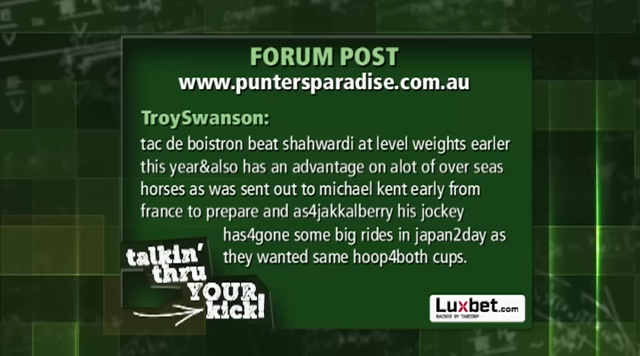 FORUM POST
www.puntersparadise.com.au
TroySwanson:
tac de boistron beat shahwardi at level weights earler
this year&also has an advantage on alot of over seas
horses as was sent out to michael kent early from
france to prepare and as4jakkalberry his jockey
has4gone some big rides in japan2day as
they wanted same hoop4both cups.
talkin'
thru
YOUR
kick!
Luxbet.com
BACKED BY TABCORP